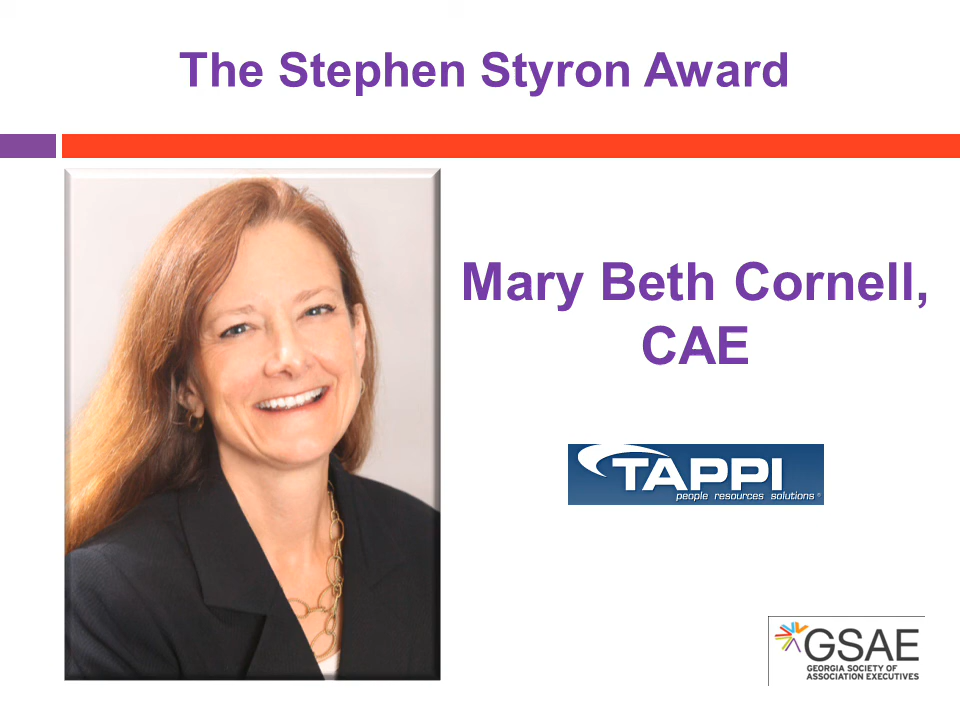 The Stephen Styron Award
Mary Beth Cornell,
CAE
TAPPI
people resources solutions®
GSAE
GEORGIA SOCIETY OF
ASSOCIATION EXECUTIVES